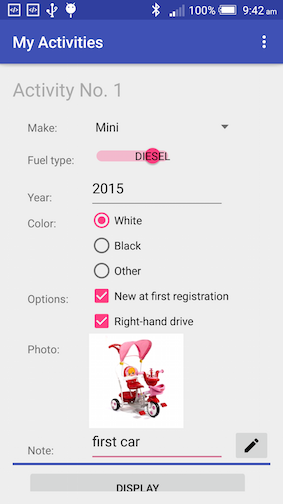 100% 9:42 am
My Activities
Activity No. 1
Make: Mini
Fuel type: DIESEL
Year: 2015
Color: White
Black
Other
Options: New at first registration
Right-hand drive
Photo:
Note: first car
DISPLAY